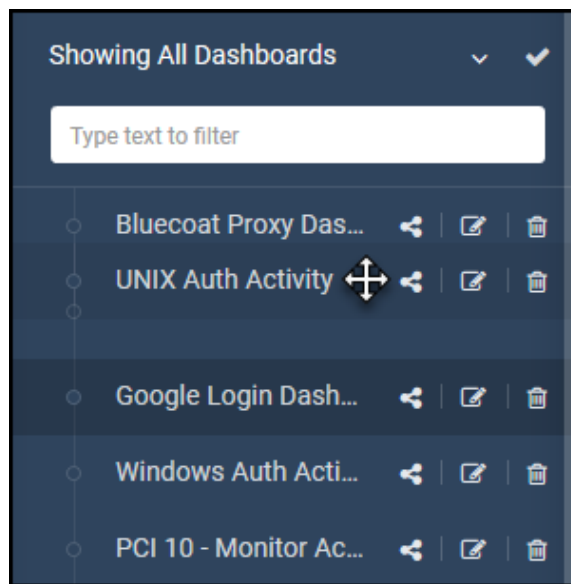 Showing All Dashboards
Type text to filter
Bluecoat Proxy Das...
UNIX Auth Activity
Google Login Dash...
Windows Auth Acti...
PCI 10 - Monitor Ac...